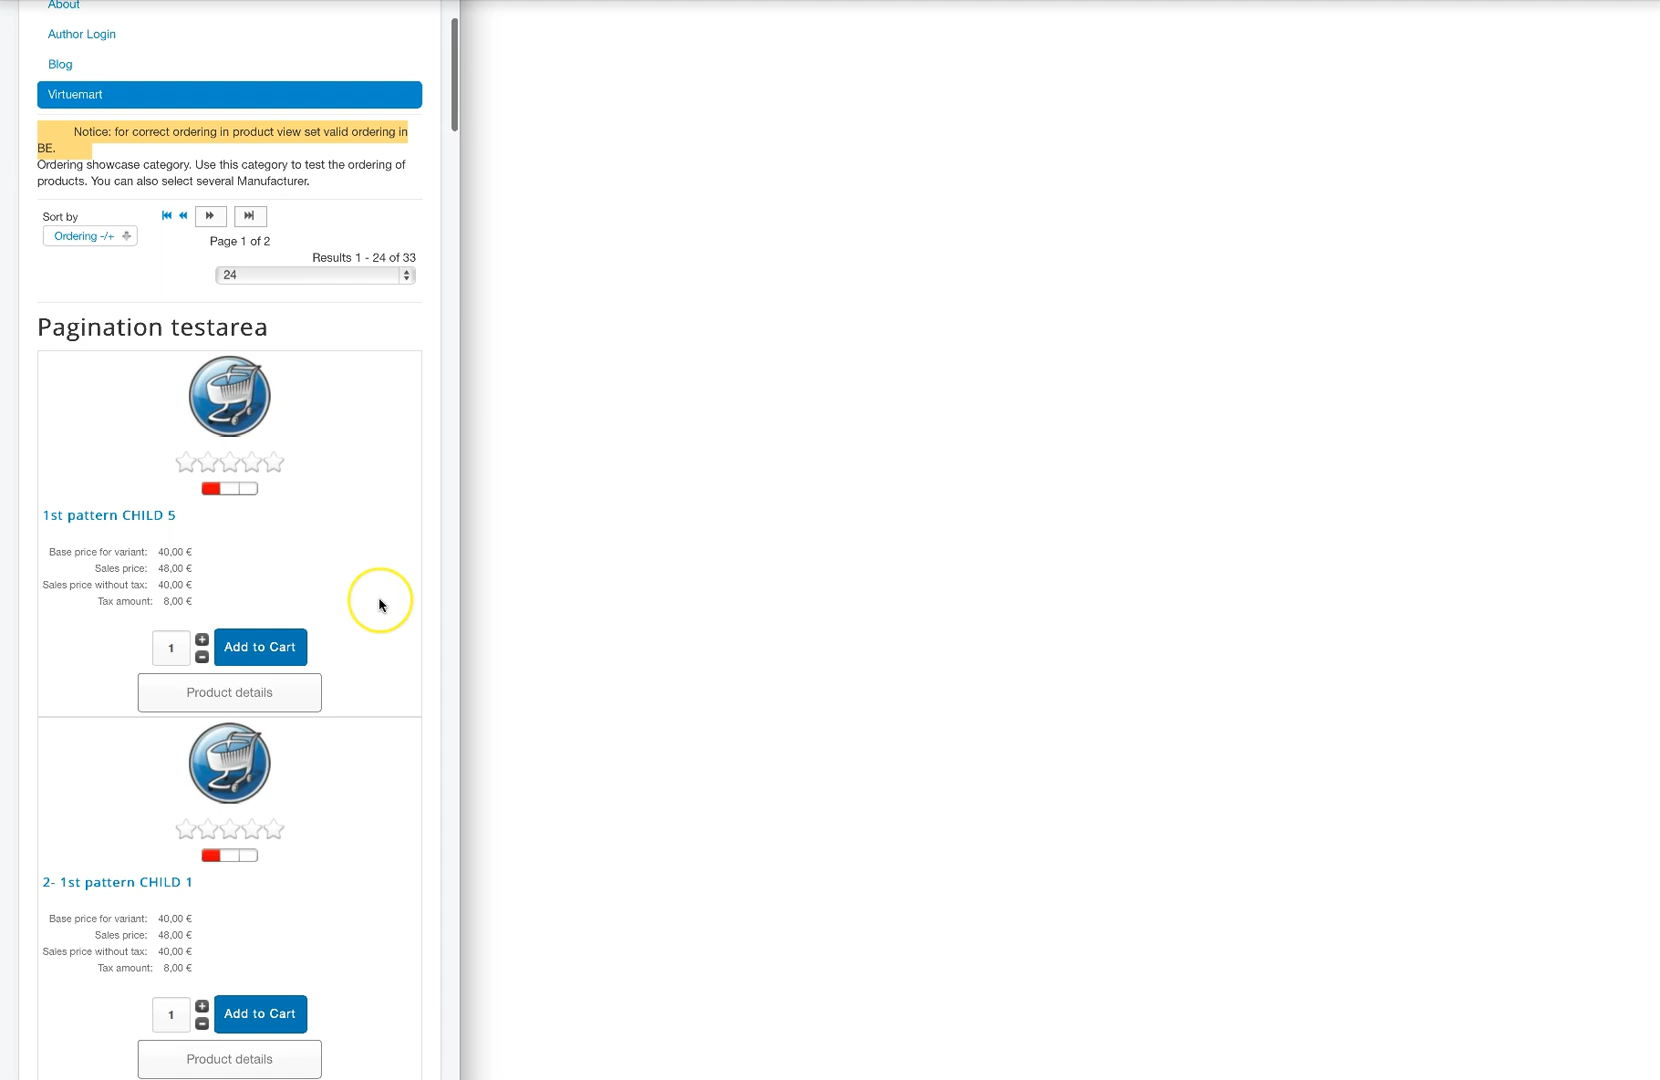 About
Author Login
Blog
Virtuemart
Notice: for correct ordering in product view set valid ordering in
BE.
Ordering showcase category. Use this category to test the ordering of
products. You can also select several Manufacturer.
Sort by
Ordering -/+
Page 1 of 2
Results 1 - 24 of 33
24
Pagination testarea
1st pattern CHILD 5
Base price for variant: 40,00 €
Sales price: 48,00 €
Sales price without tax: 40,00 €
Tax amount: 8,00 €
1
Add to Cart
Product details
2- 1st pattern CHILD 1
Base price for variant: 40,00 €
Sales price: 48,00 €
Sales price without tax: 40,00 €
Tax amount: 8,00 €
1
Add to Cart
Product details